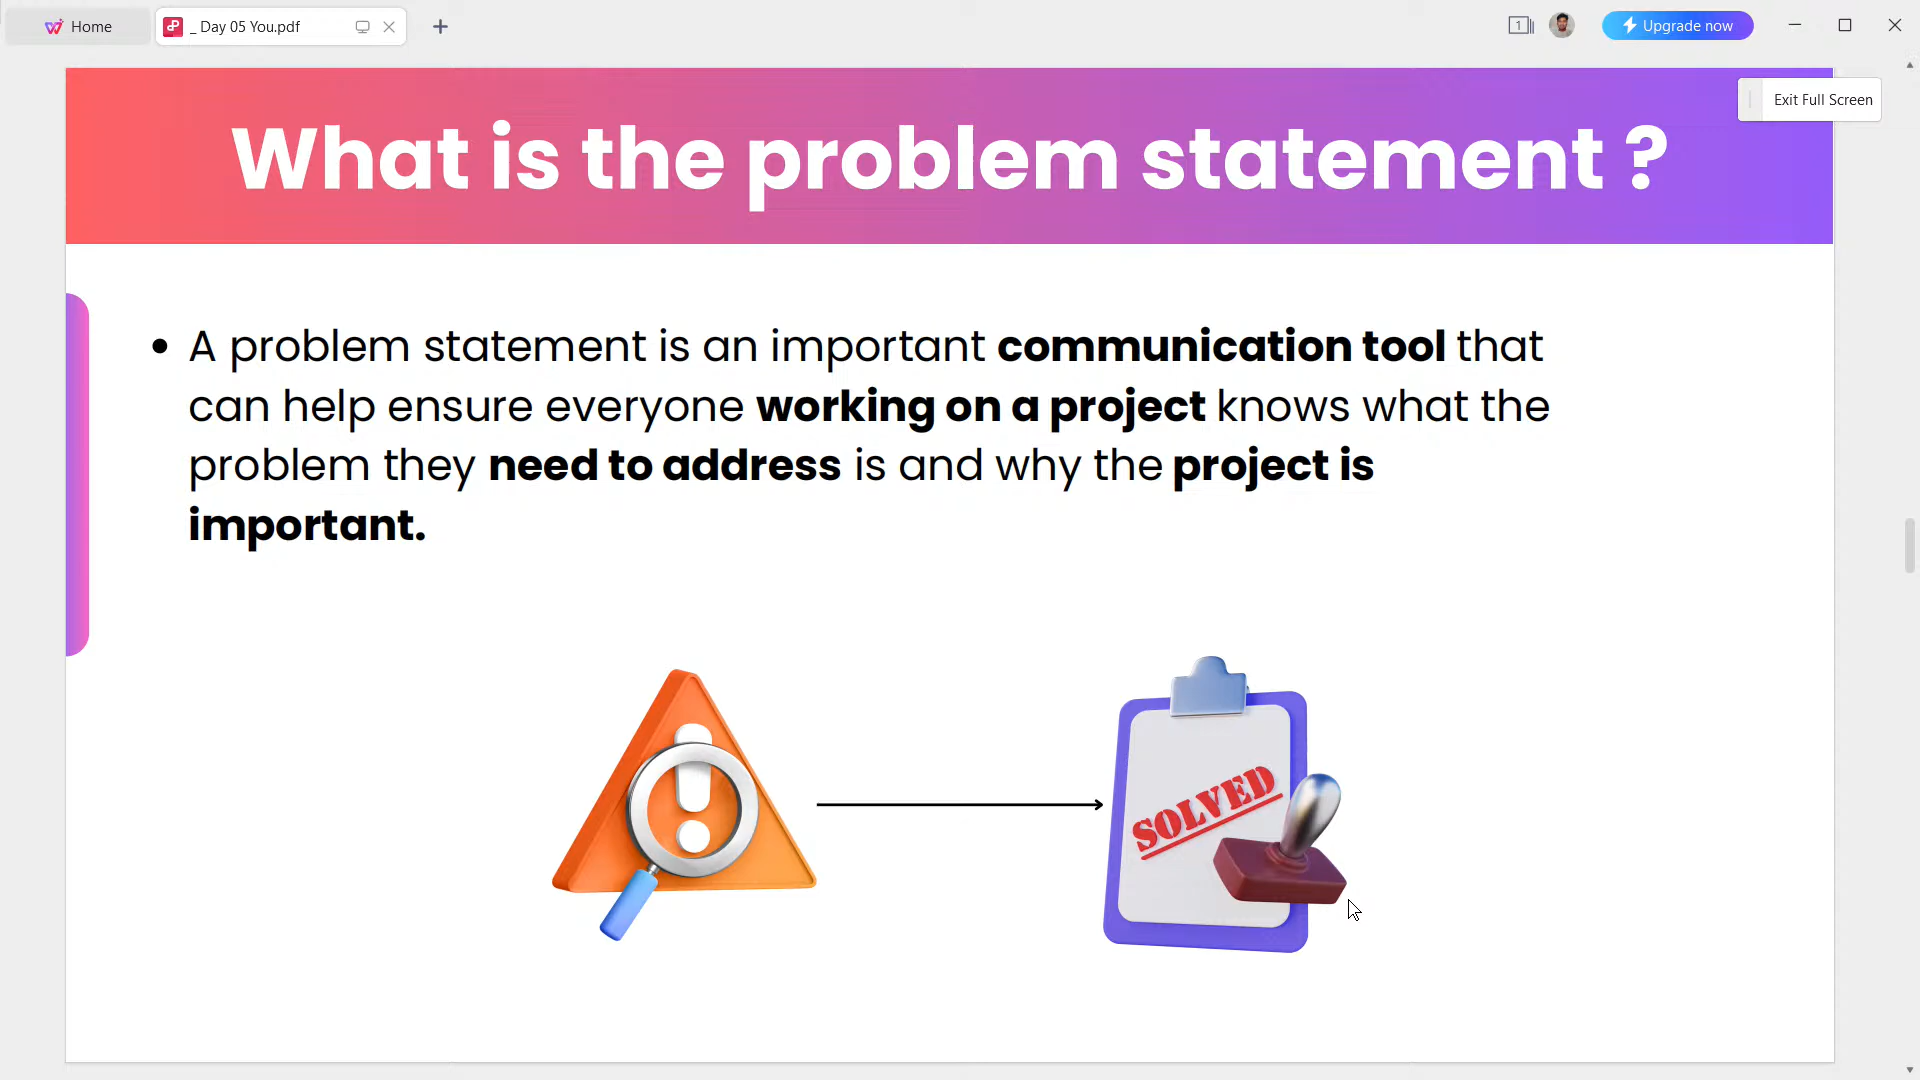 Home
_ Day 05 You.pdf
1
Upgrade now
Exit Full Screen
What is the problem statement ?
• A problem statement is an important communication tool that
can help ensure everyone working on a project knows what the
problem they need to address is and why the project is
important.
SOLVED